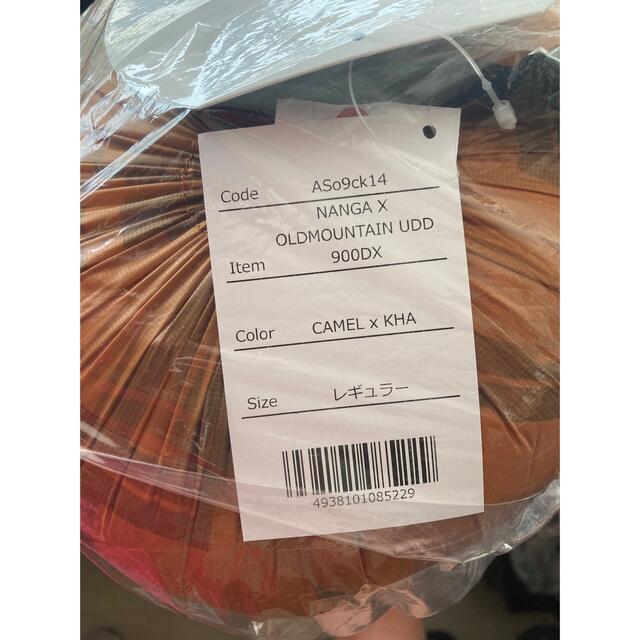 Code ASo9ck14
NANGA X
OLDMOUNTAIN UDD
Item 900DX
Color CAMEL x KHA
Size レギュラー
4938101085229